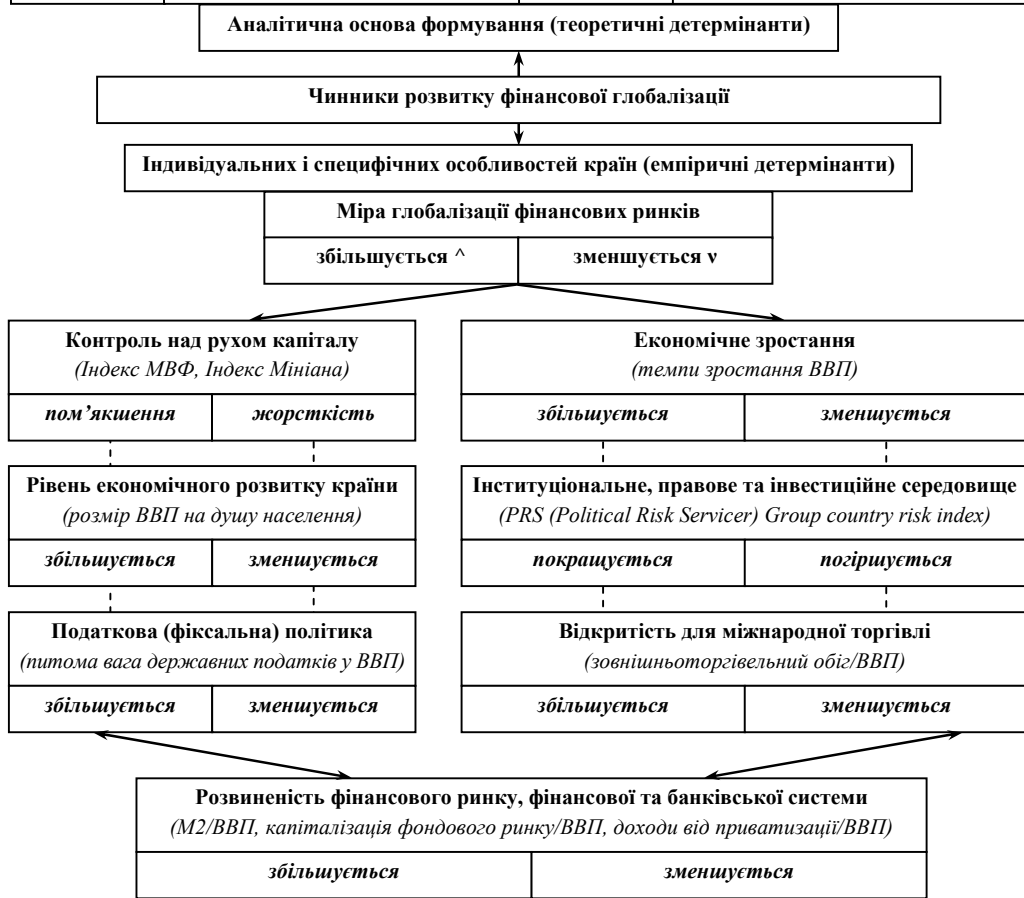 Аналітична основа формування (теоретичні детермінанти)
Чинники розвитку фінансової глобалізації
Індивідуальних і специфічних особливостей країн (емпіричні детермінанти)
Міра глобалізації фінансових ринків
збільшується ^ зменшується ν
Контроль над рухом капіталу
(Індекс МВФ, Індекс Мініана)
пом’якшення жорсткість
Економічне зростання
(темпи зростання ВВП)
збільшується зменшується
Рівень економічного розвитку країни
(розмір ВВП на душу населення)
збільшується зменшується
Інституціональне, правове та інвестиційне середовище
(PRS (Political Risk Servicer) Group country risk index)
покращується погіршується
Податкова (фіксальна) політика
(питома вага державних податків у ВВП)
збільшується зменшується
Відкритість для міжнародної торгівлі
(зовнішньоторгівельний обіг/ВВП)
збільшується зменшується
Розвиненість фінансового ринку, фінансової та банківської системи
(М2/ВВП, капіталізація фондового ринку/ВВП, доходи від приватизації/ВВП)
збільшується зменшується